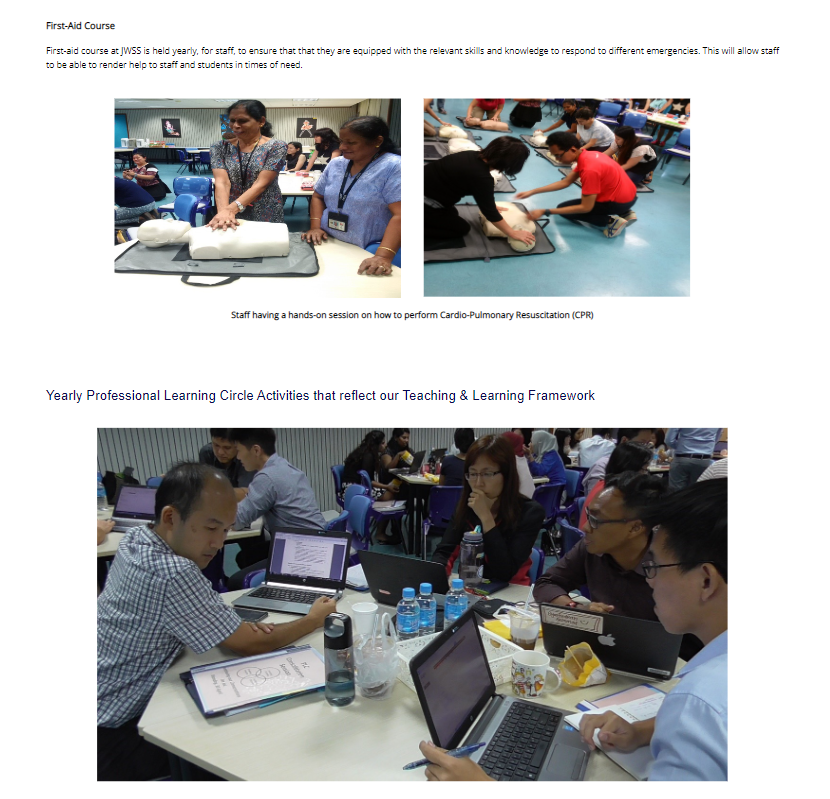 First-Aid Course
First-aid course at JWSS is held yearly, for staff, to ensure that that they are equipped with the relevant skills and knowledge to respond to different emergencies. This will allow staff
to be able to render help to staff and students in times of need.
Staff having a hands-on session on how to perform Cardio-Pulmonary Resuscitation (CPR)
Yearly Professional Learning Circle Activities that reflect our Teaching & Learning Framework